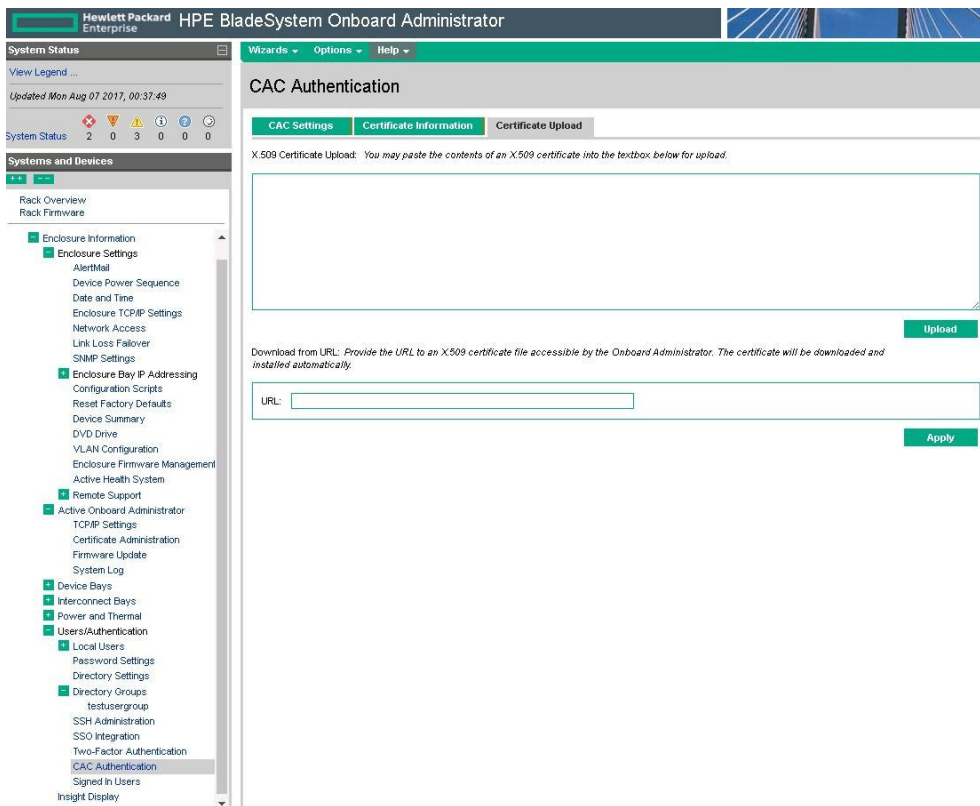 Hewlett Packard
Enterprise
HPE BladeSystem Onboard Administrator
System Status
Wizards Options Help
View Legend ...
Updated Mon Aug 07 2017, 00:37:49
System Status 2 0 3 0 0 0
Systems and Devices
Rack Overview
Rack Firmware
Enclosure Information
Enclosure Settings
AlertMail
Device Power Sequence
Date and Time
Enclosure TCP/IP Settings
Network Access
Link Loss Failover
SNMP Settings
Enclosure Bay IP Addressing
Configuration Scripts
Reset Factory Defaults
Device Summary
DVD Drive
VLAN Configuration
Enclosure Firmware Management
Active Health System
Remote Support
Active Onboard Administrator
TCP/IP Settings
Certificate Administration
Firmware Update
System Log
Device Bays
Interconnect Bays
Power and Thermal
Users/Authentication
Local Users
Password Settings
Directory Settings
Directory Groups
testusergroup
SSH Administration
SSO Integration
Two-Factor Authentication
CAC Authentication
Signed In Users
Insight Display
CAC Authentication
CAC Settings Certificate Information Certificate Upload
X.509 Certificate Upload: You may paste the contents of an X.509 certificate into the textbox below for upload.
Upload
Download from URL: Provide the URL to an X.509 certificate file accessible by the Onboard Administrator. The certificate will be downloaded and
installed automatically.
URL:
Apply